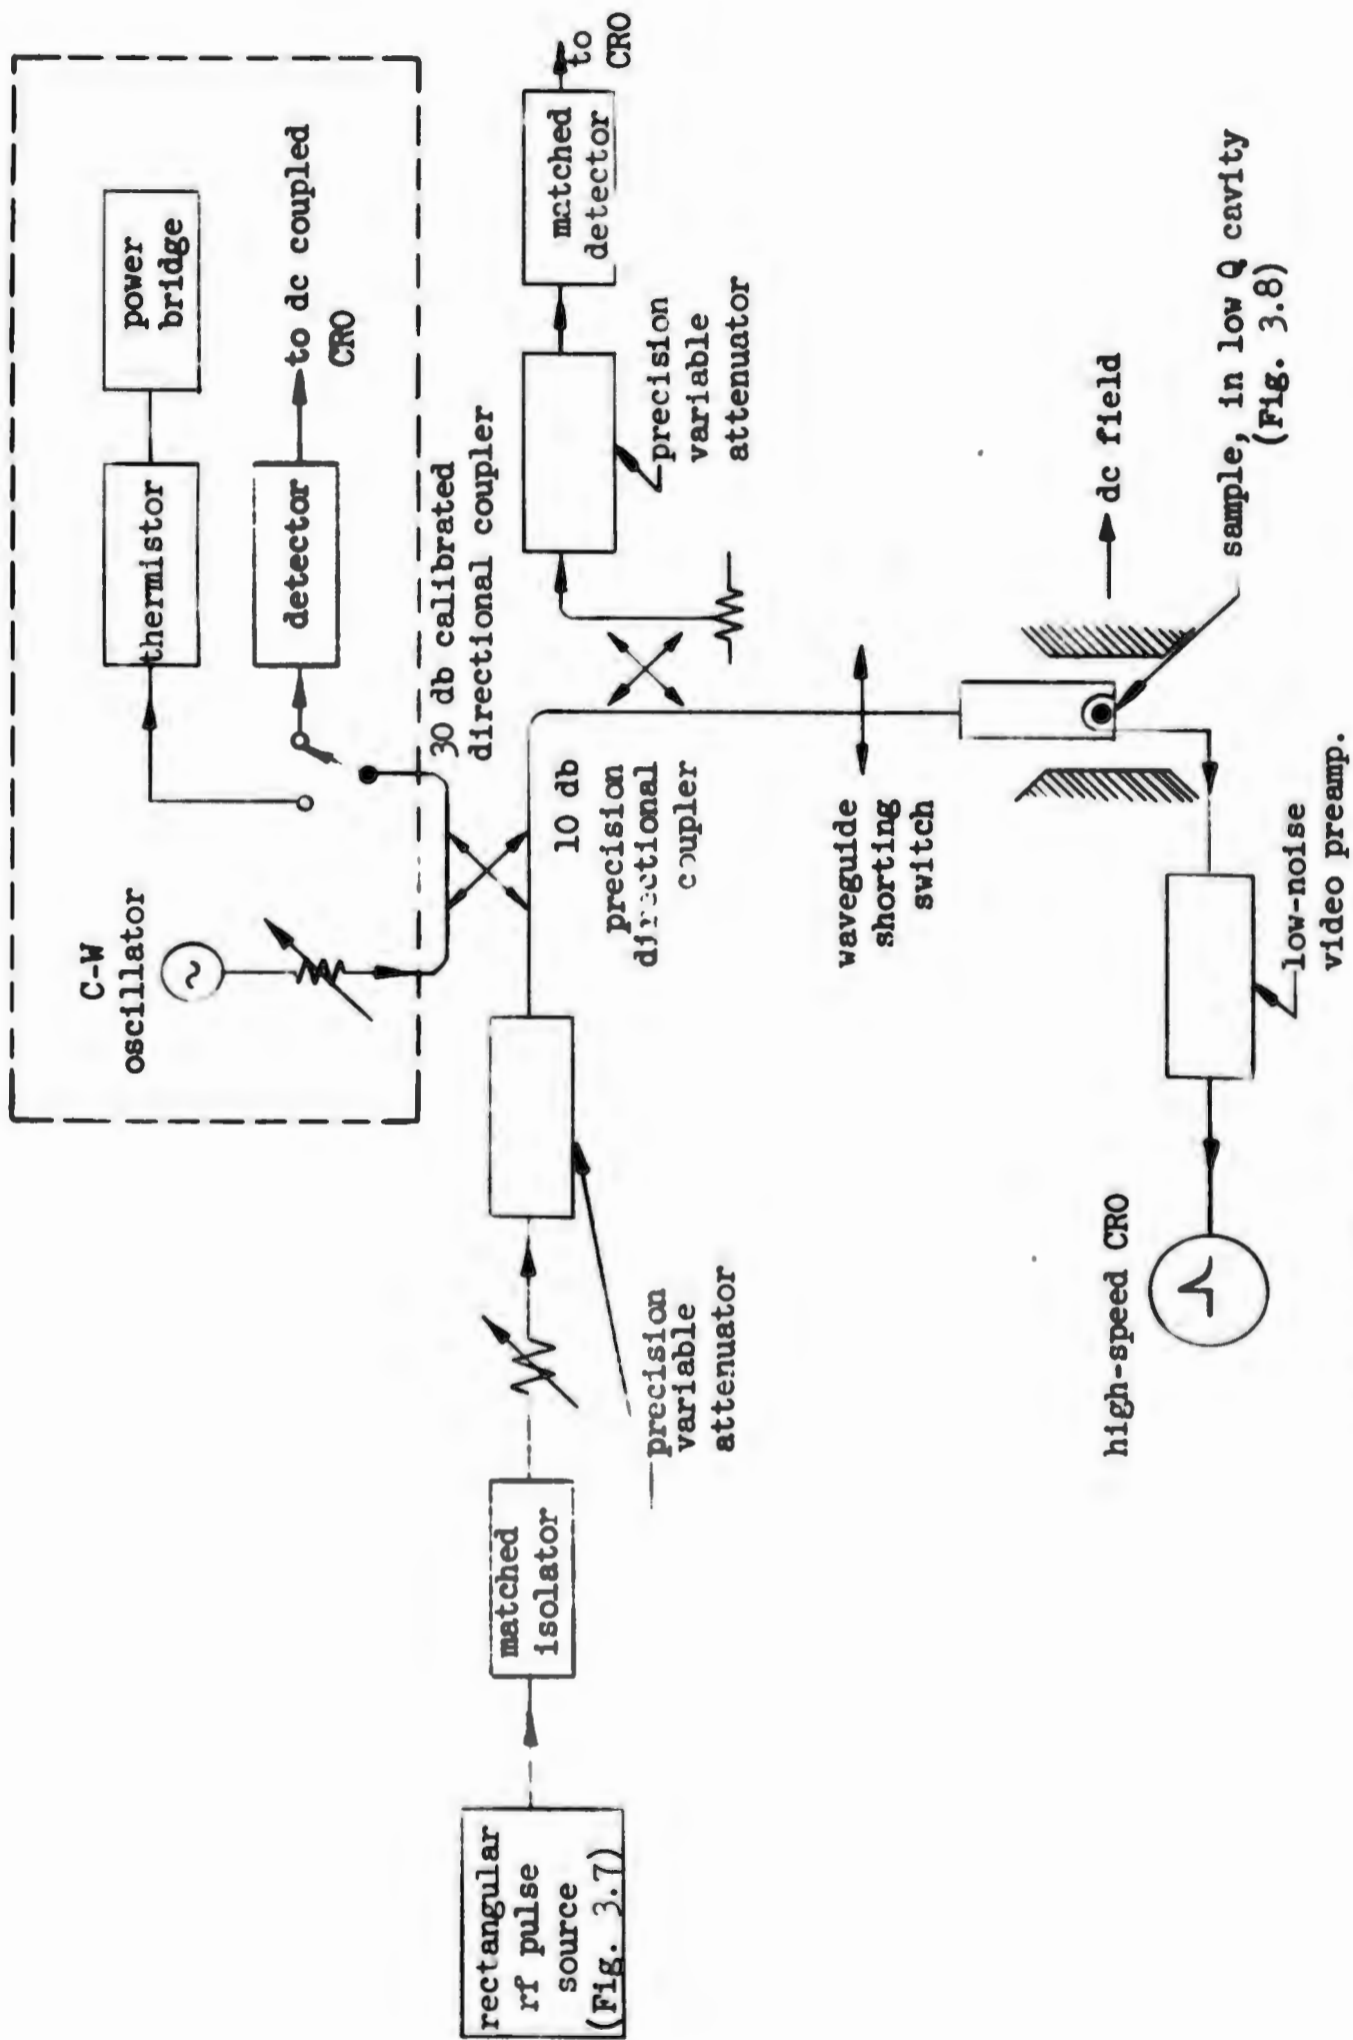 C-W
oscillator
thermistor
power
bridge
detector
to dc coupled
CRO
30 db calibrated
directional coupler
rectangular
rf pulse
source
(Fig. 3.7)
matched
isolator
precision
variable
attenuator
10 db
precision
directional
coupler
precision
variable
attenuator
matched
detector
to
CRO
waveguide
shorting
switch
dc field
sample, in low Q cavity
(Fig. 3.8)
low-noise
video preamp.
high-speed CRO